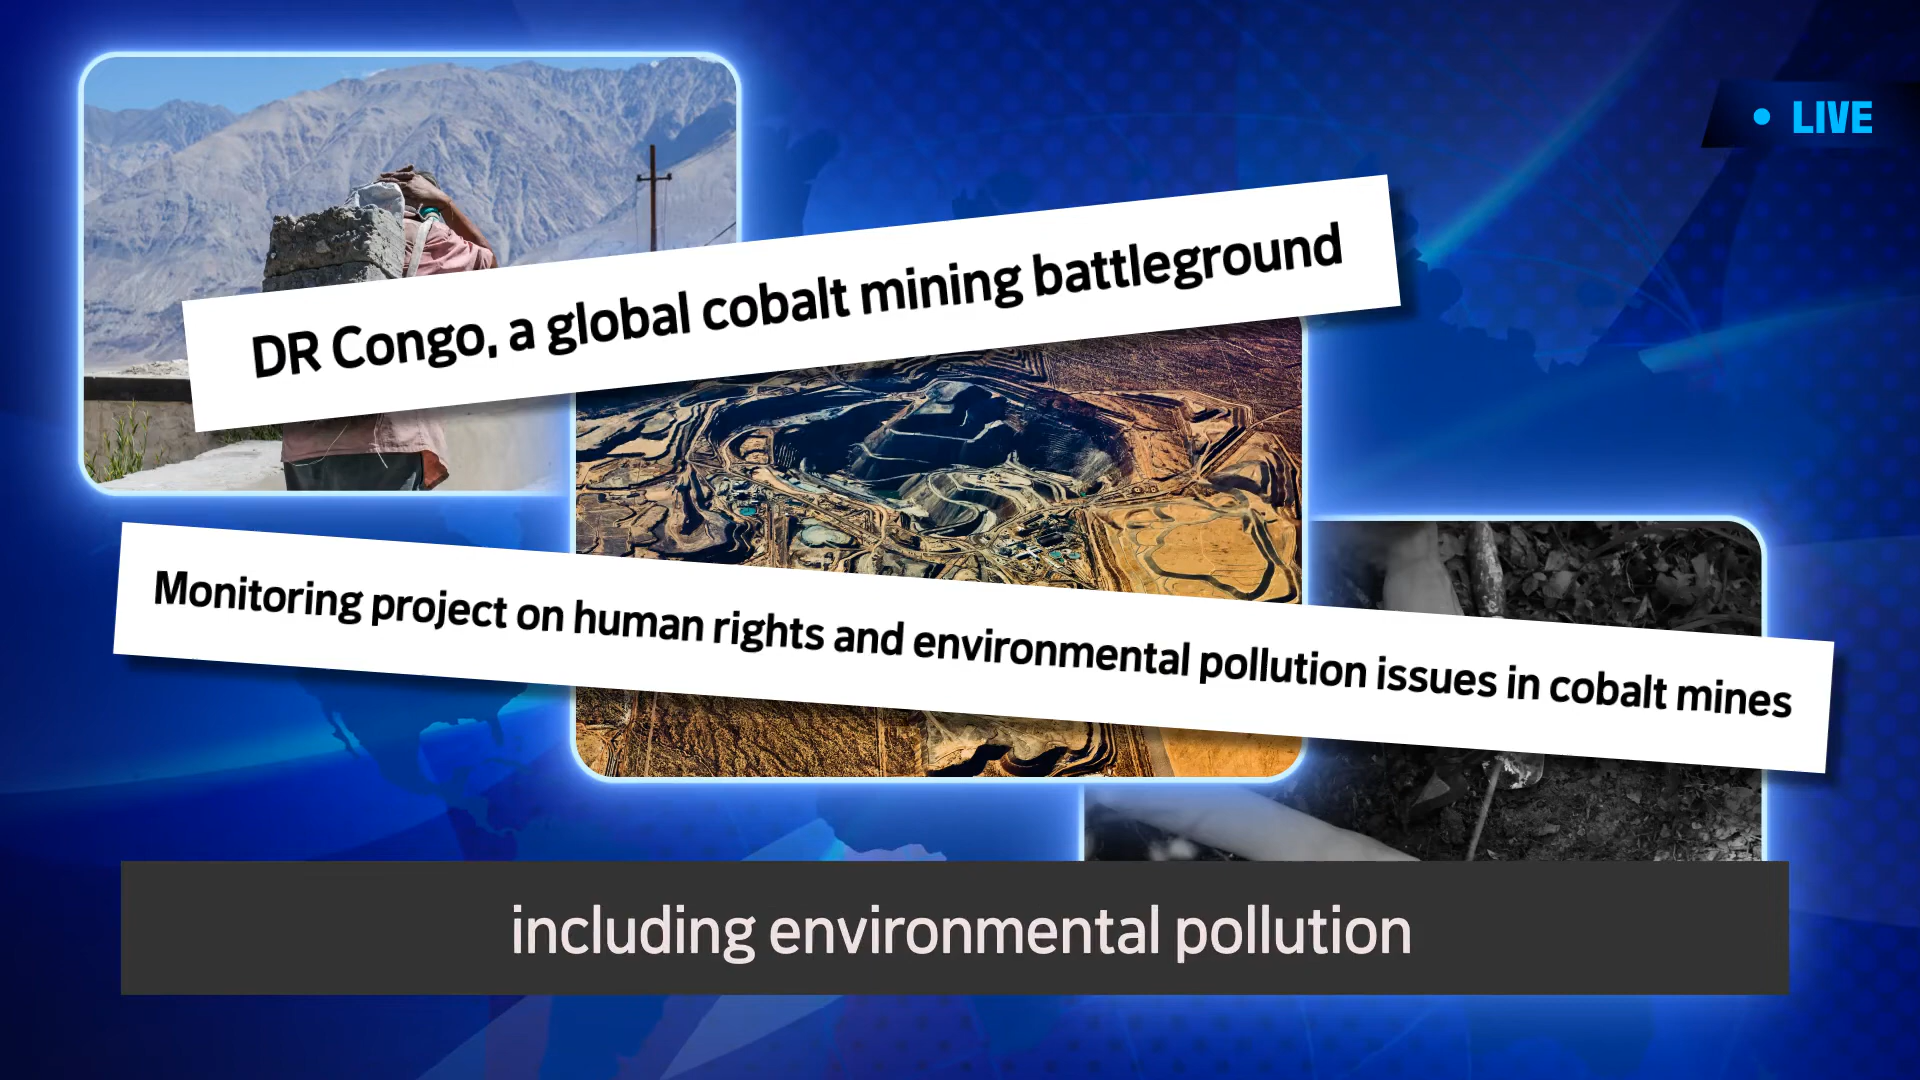 LIVE
DR Congo, a global cobalt mining battleground
Monitoring project on human rights and environmental pollution issues in cobalt mines
including environmental pollution